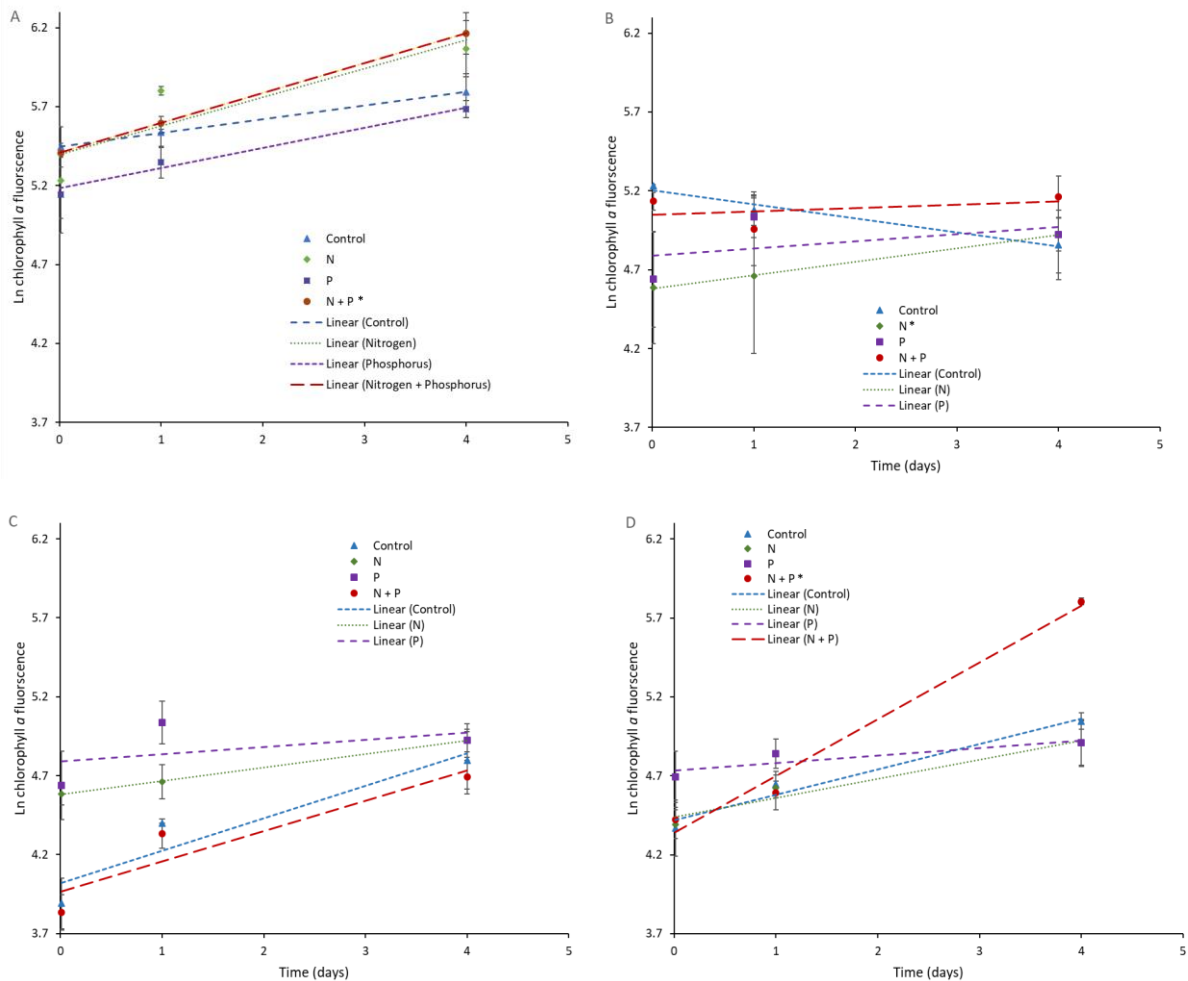 A
Ln chlorophyll a fluorescence
6.2
5.7
5.2
4.7
4.2
3.7
Control
N
P
N + P *
Linear (Control)
Linear (Nitrogen)
Linear (Phosphorus)
Linear (Nitrogen + Phosphorus)
0 1 2 3 4 5
B
Ln chlorophyll a fluorescence
6.2
5.7
5.2
4.7
4.2
3.7
Control
N *
P
N + P
Linear (Control)
Linear (N)
Linear (P)
0 1 2 3 4 5
Time (days)
C
Ln chlorophyll a fluorescence
6.2
5.7
5.2
4.7
4.2
3.7
Control
N
P
N + P
Linear (Control)
Linear (N)
Linear (P)
0 1 2 3 4 5
Time (days)
D
Ln chlorophyll a fluorescence
6.2
5.7
5.2
4.7
4.2
3.7
Control
N
P
N + P *
Linear (Control)
Linear (N)
Linear (P)
Linear (N + P)
0 1 2 3 4 5
Time (days)